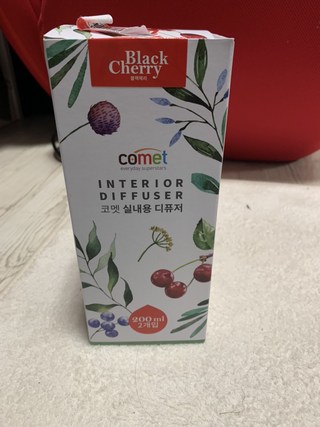 Black
Cherry
블랙체리
comet
everyday superstars
INTERIOR
DIFFUSER
코멧 실내용 디퓨저
200 ml
2개입